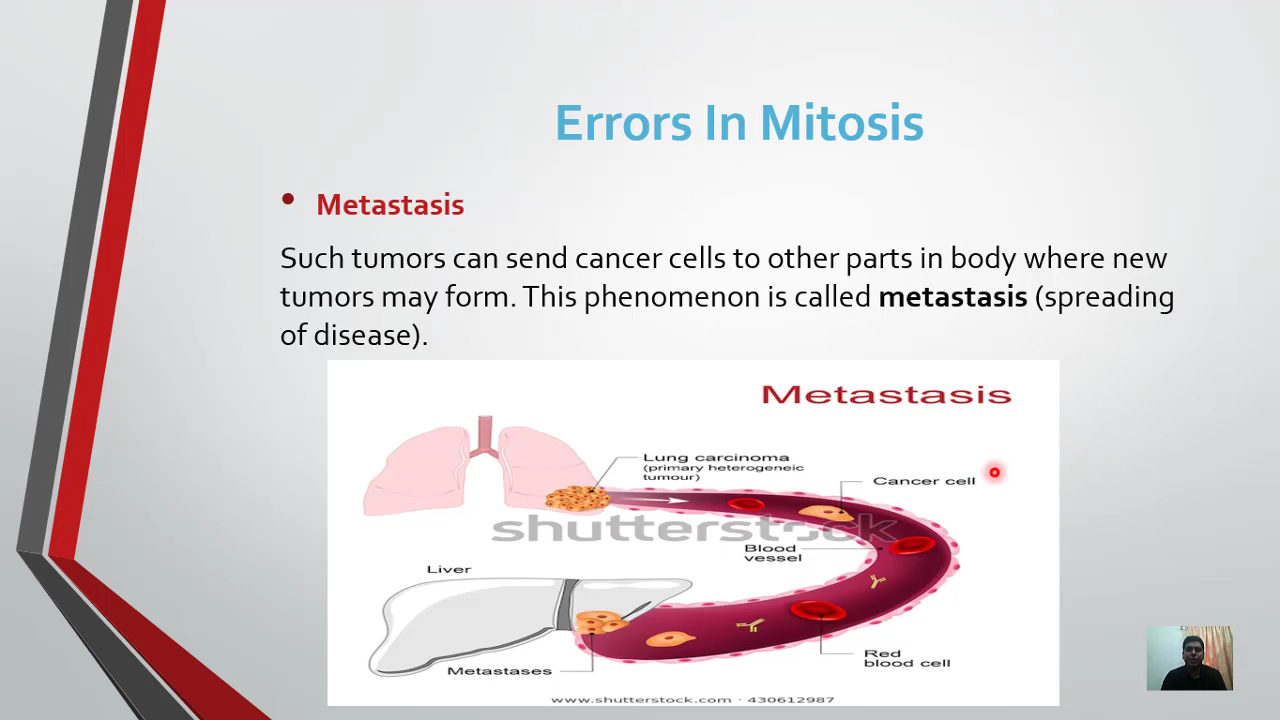 Errors In Mitosis
• Metastasis
Such tumors can send cancer cells to other parts in body where new
tumors may form. This phenomenon is called metastasis (spreading
of disease).
Metastasis
Lung carcinoma
(primary heterogeneic
tumour)
Cancer cell
shutterstock
Blood
vessel
Liver
Red
blood cell
Metastases
www.shutterstock.com · 430612987